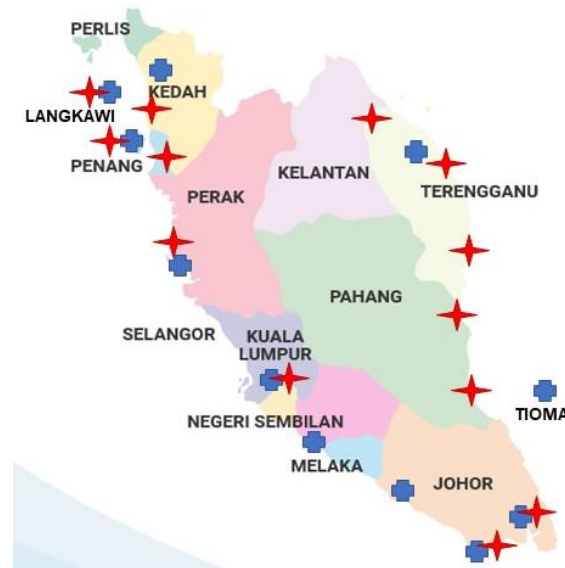 PERLIS
KEDAH
LANGKAWI
PENANG
KELANTAN
TERENGGANU
PERAK
PAHANG
SELANGOR
KUALA
LUMPUR
TIOMA
NEGERI SEMBILAN
MELAKA
JOHOR